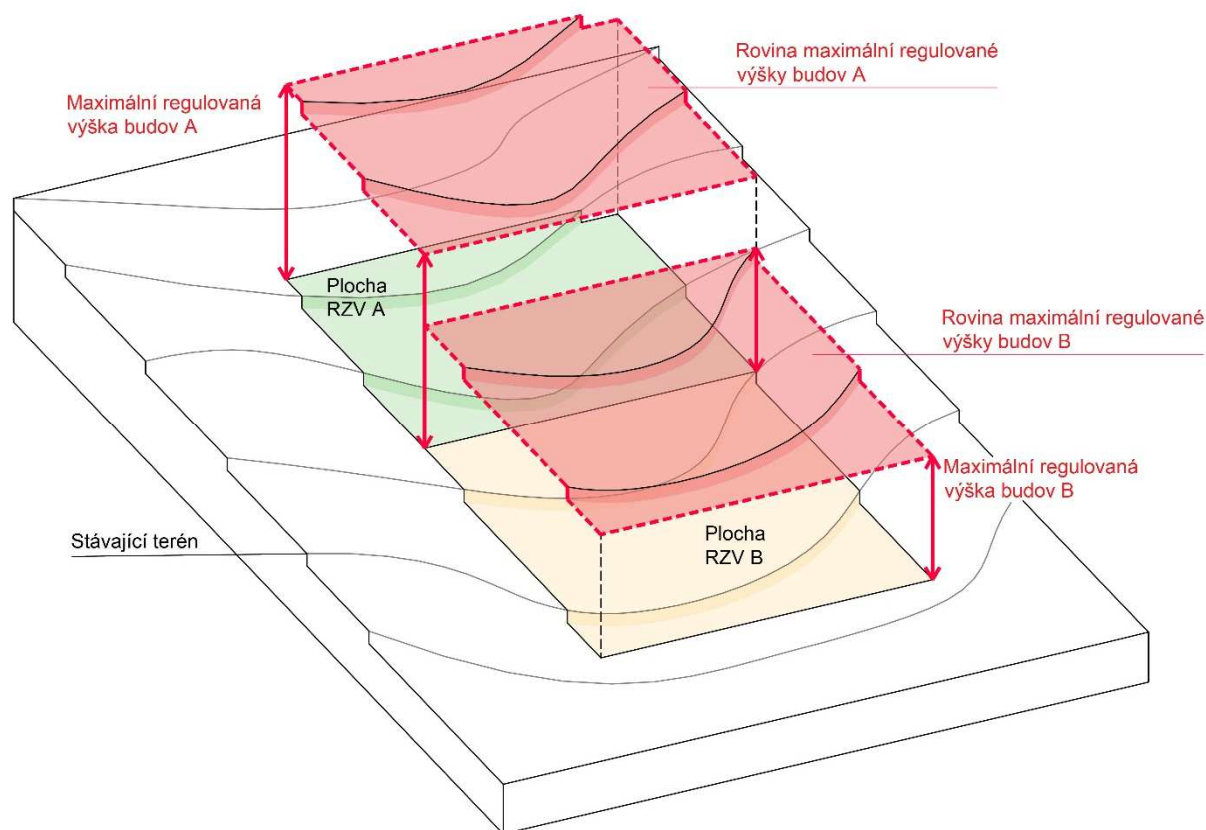 Rovina maximální regulované
výšky budov A
Maximální regulovaná
výška budov A
Plocha
RZV A
Rovina maximální regulované
výšky budov B
Maximální regulovaná
výška budov B
Plocha
RZV B
Stávající terén